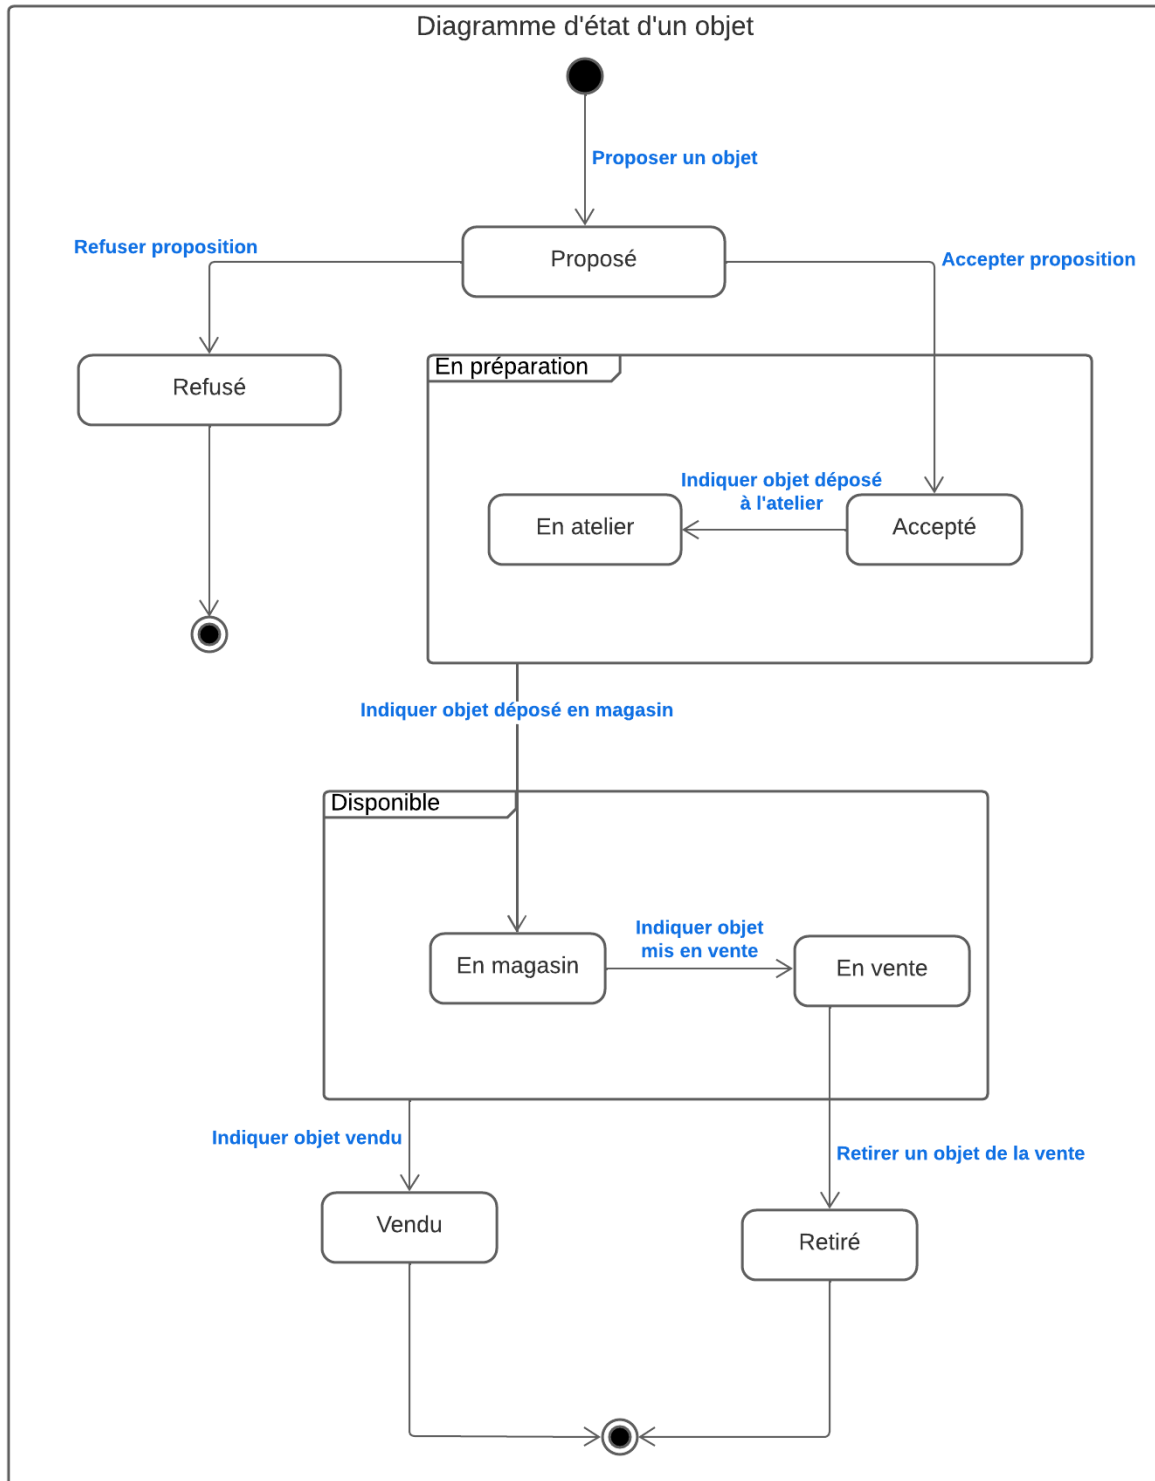 Diagramme d'état d'un objet
Proposer un objet
Refuser proposition
Proposé
Accepter proposition
Refusé
En préparation
Indiquer objet déposé
à l'atelier
En atelier
Accepté
Indiquer objet déposé en magasin
Disponible
Indiquer objet
mis en vente
En magasin
En vente
Indiquer objet vendu
Retirer un objet de la vente
Vendu
Retiré